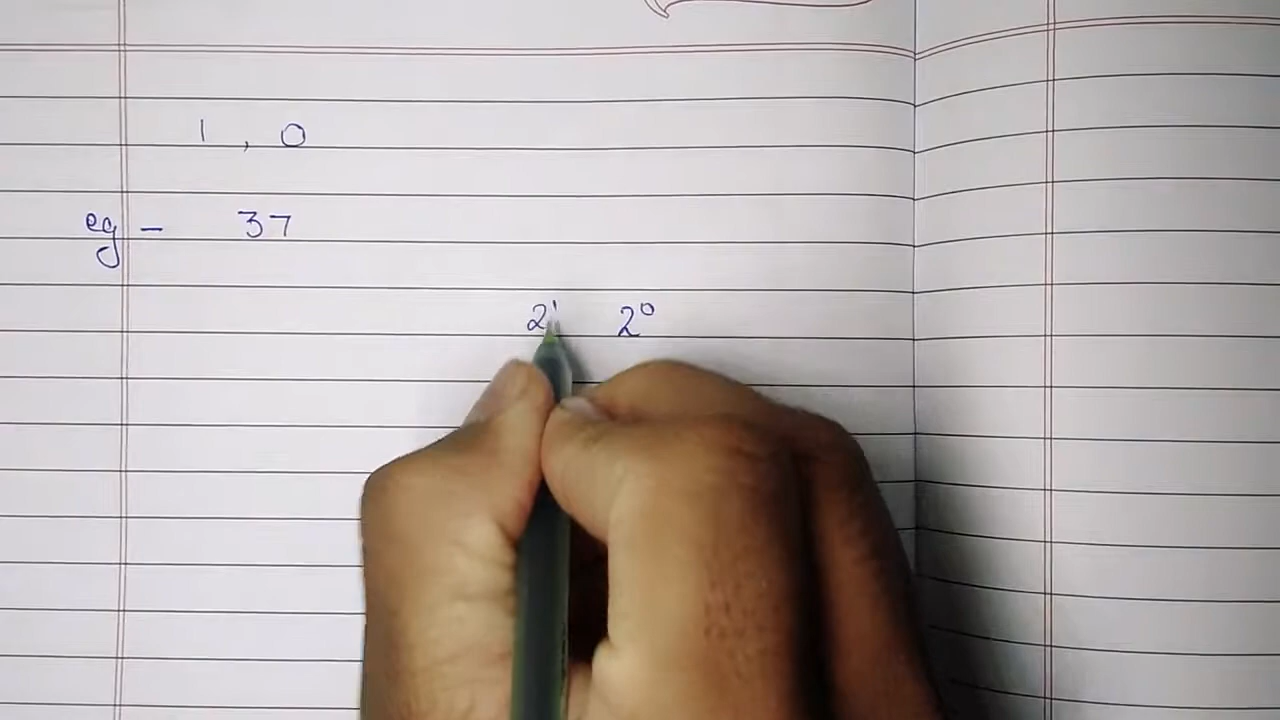 1 , 0
eg - 37
2¹ 2⁰